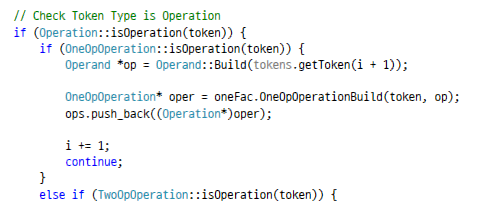 // Check Token Type is Operation
if (Operation::isOperation(token)) {
if (OneOpOperation::isOperation(token)) {
Operand *op = Operand::Build(tokens.getToken(i + 1));
OneOpOperation* oper = oneFac.OneOpOperationBuild(token, op);
ops.push_back((Operation*)oper);
i += 1;
continue;
}
else if (TwoOpOperation::isOperation(token)) {